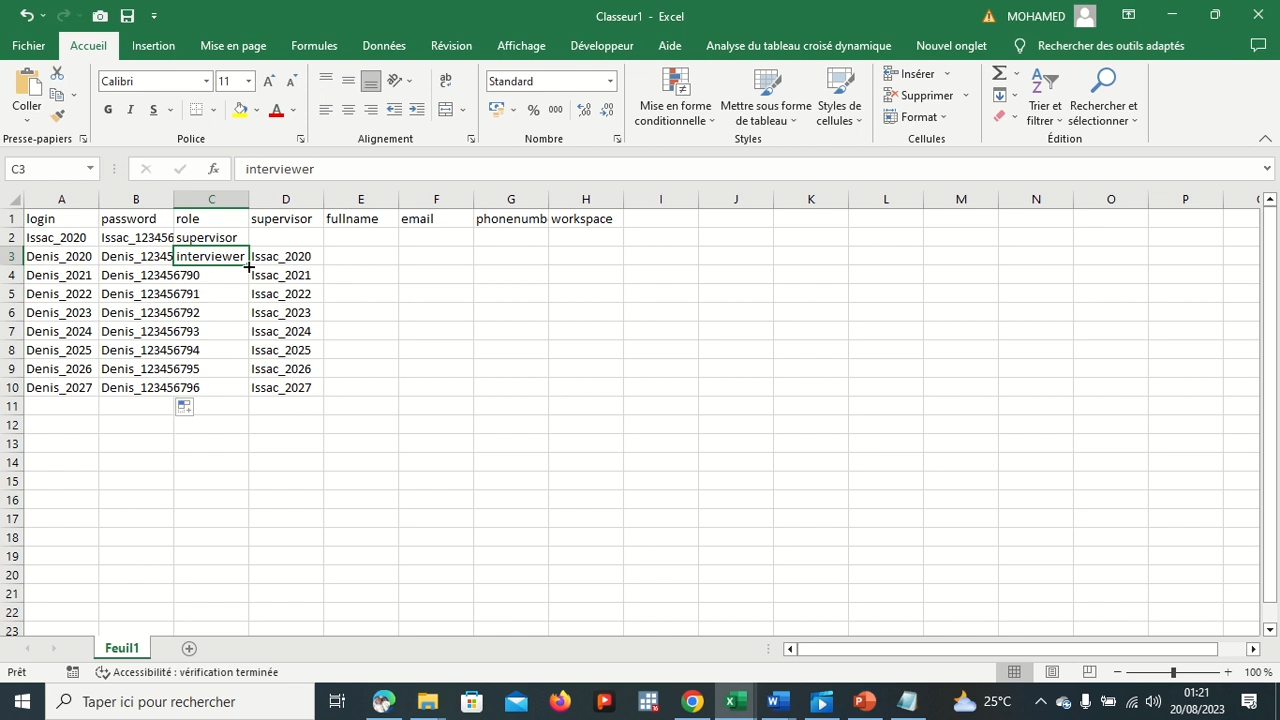 Classeur1 - Excel
MOHAMED
Fichier Accueil Insertion Mise en page Formules Données Révision Affichage Développeur Aide Analyse du tableau croisé dynamique Nouvel onglet Rechercher des outils adaptés
Coller
Calibri 11
G I S
ab
Standard
% 000
Mise en forme conditionnelle
Mettre sous forme de tableau
Styles de cellules
Insérer
Supprimer
Format
Trier et filtrer
Rechercher et sélectionner
Presse-papiers Police Alignement Nombre Styles Cellules Édition
C3 fx interviewer
A B C D E F G H I J K L M N O P
1 login password role supervisor fullname email phonenumb workspace
2 Issac_2020 Issac_123456 supervisor
3 Denis_2020 Denis_12345 interviewer Issac_2020
4 Denis_2021 Denis_123456790 Issac_2021
5 Denis_2022 Denis_123456791 Issac_2022
6 Denis_2023 Denis_123456792 Issac_2023
7 Denis_2024 Denis_123456793 Issac_2024
8 Denis_2025 Denis_123456794 Issac_2025
9 Denis_2026 Denis_123456795 Issac_2026
10 Denis_2027 Denis_123456796 Issac_2027
11
12
13
14
15
16
17
18
19
20
21
22
23
Feuil1
Prêt Accessibilité : vérification terminée 100 %
Taper ici pour rechercher
25°C
01:21
20/08/2023